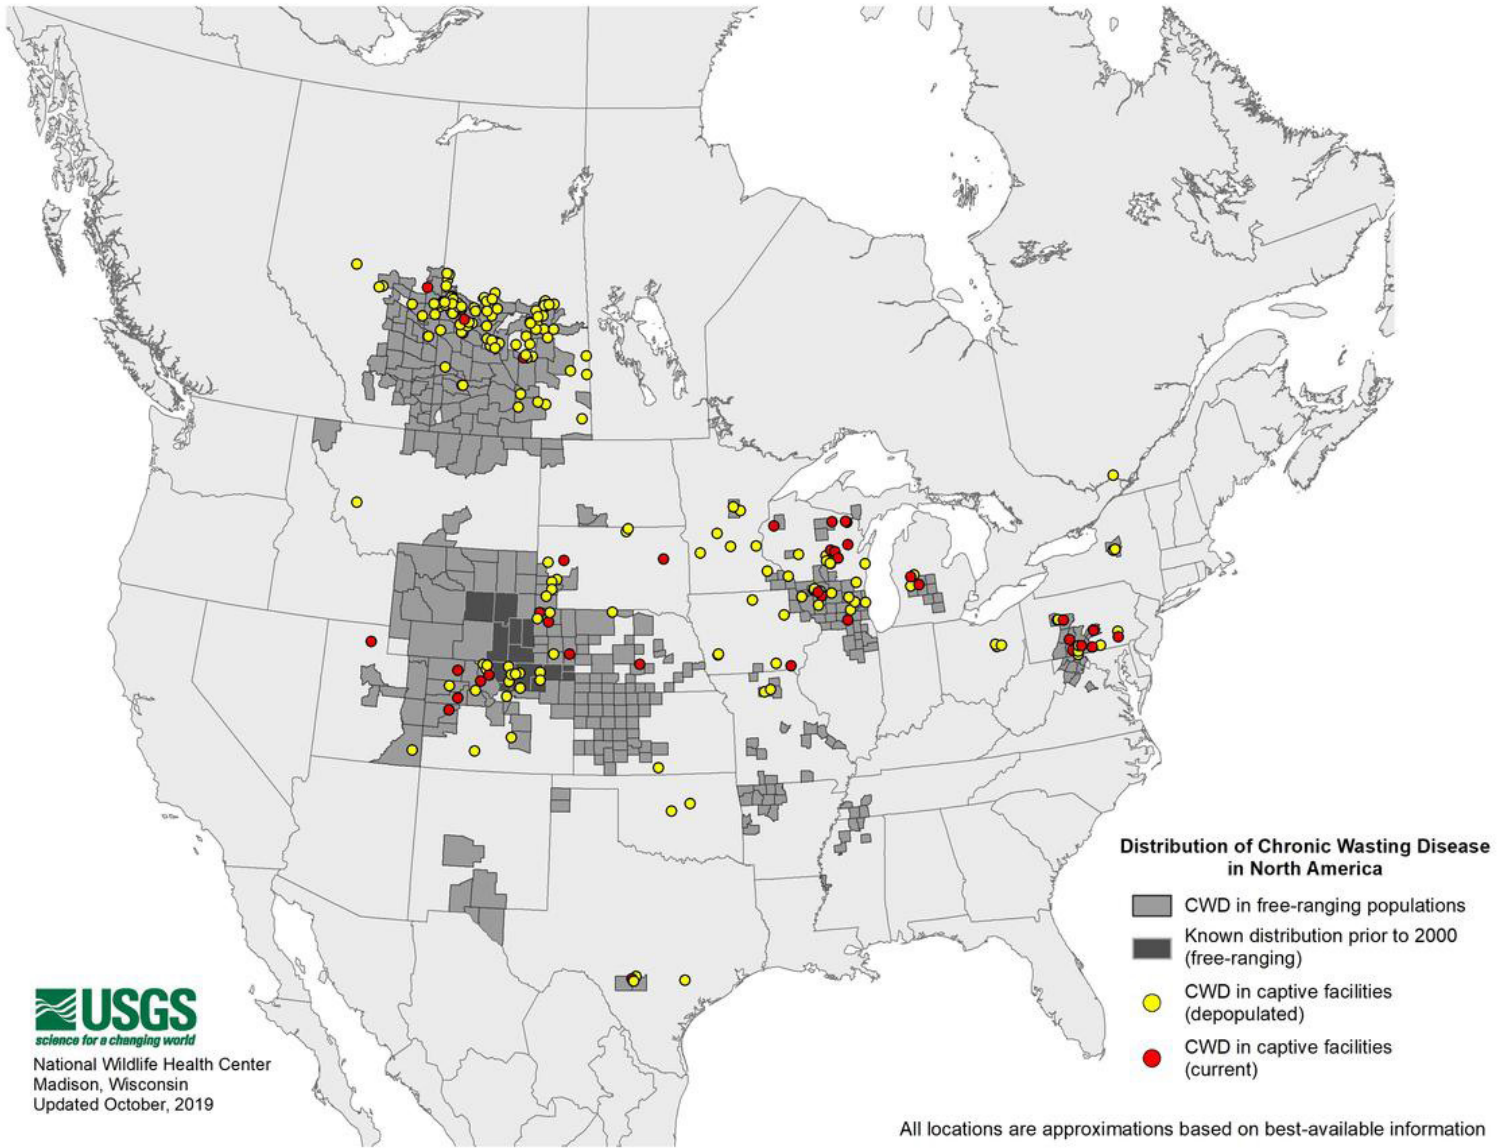 Distribution of Chronic Wasting Disease
in North America
CWD in free-ranging populations
Known distribution prior to 2000
(free-ranging)
CWD in captive facilities
(depopulated)
CWD in captive facilities
(current)
USGS
science for a changing world
National Wildlife Health Center
Madison, Wisconsin
Updated October, 2019
All locations are approximations based on best-available information